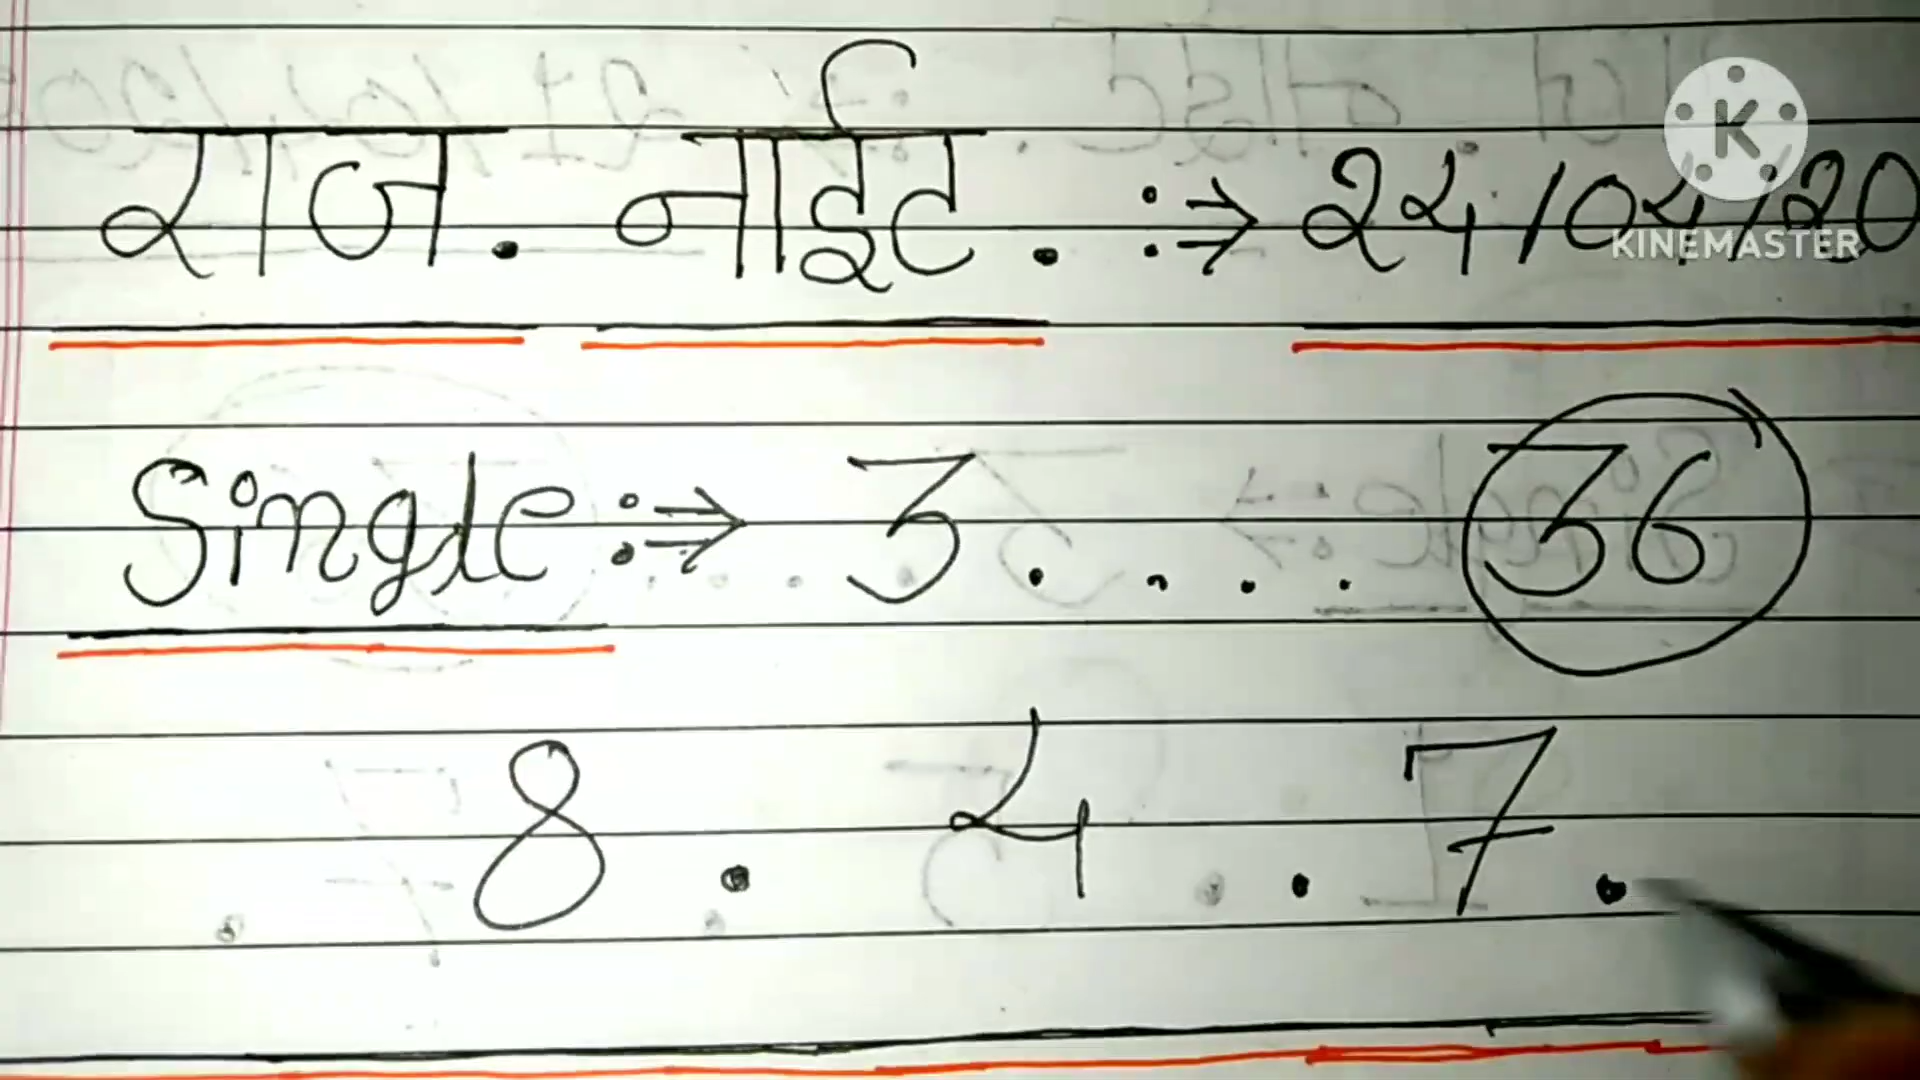 राज. नाईट. :→ 24/04/20
K
KINEMASTER
Single :→ 3 . . . . 36
8 . 4 . 7 .